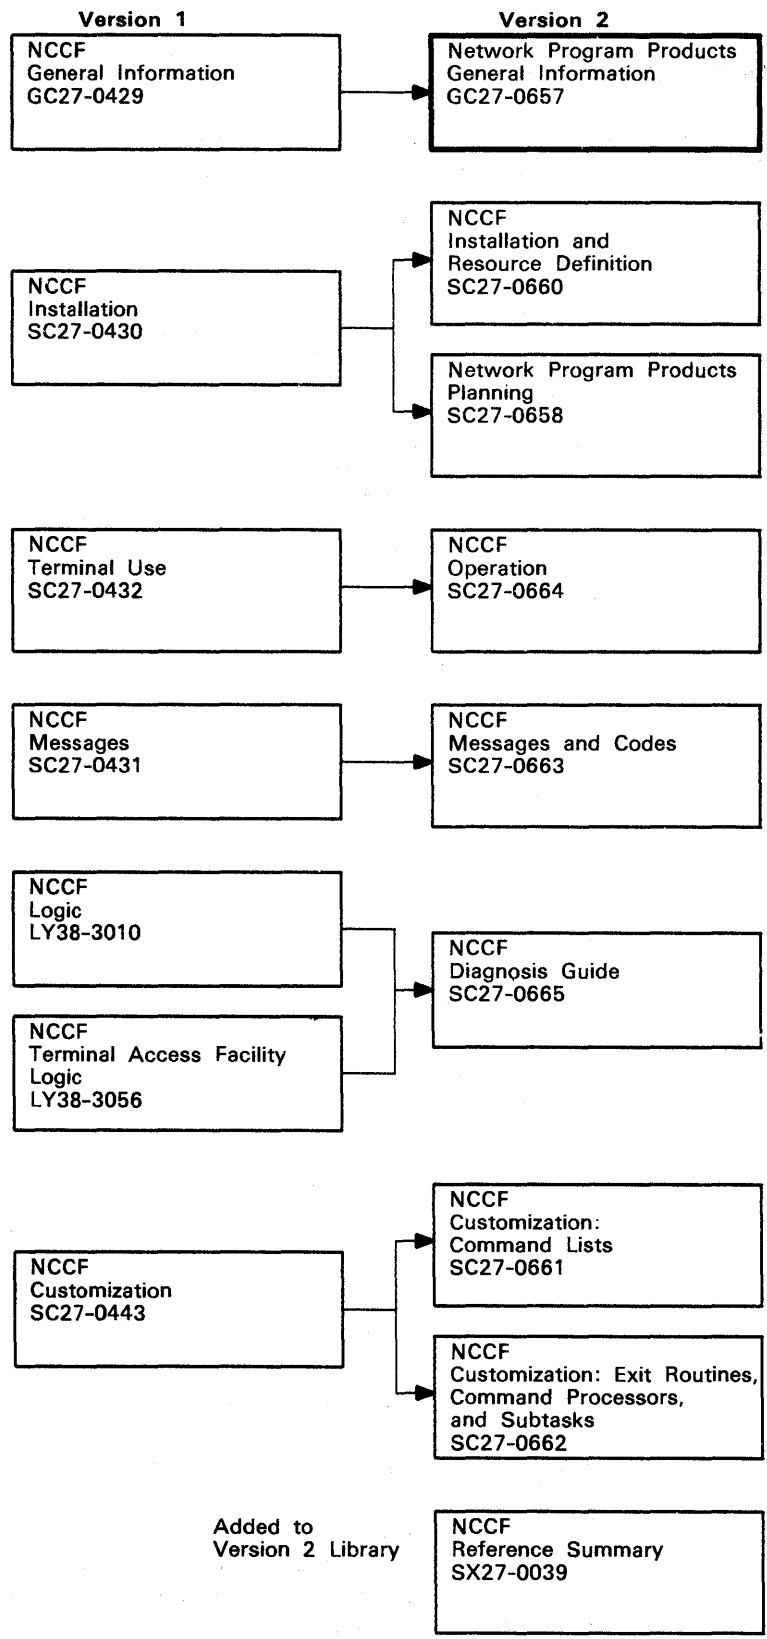 Version 1
Version 2
NCCF
General Information
GC27-0429
Network Program Products
General Information
GC27-0657
NCCF
Installation
SC27-0430
NCCF
Installation and
Resource Definition
SC27-0660
Network Program Products
Planning
SC27-0658
NCCF
Terminal Use
SC27-0432
NCCF
Operation
SC27-0664
NCCF
Messages
SC27-0431
NCCF
Messages and Codes
SC27-0663
NCCF
Logic
LY38-3010
NCCF
Terminal Access Facility
Logic
LY38-3056
NCCF
Diagnosis Guide
SC27-0665
NCCF
Customization
SC27-0443
NCCF
Customization:
Command Lists
SC27-0661
NCCF
Customization: Exit Routines,
Command Processors,
and Subtasks
SC27-0662
Added to
Version 2 Library
NCCF
Reference Summary
SX27-0039